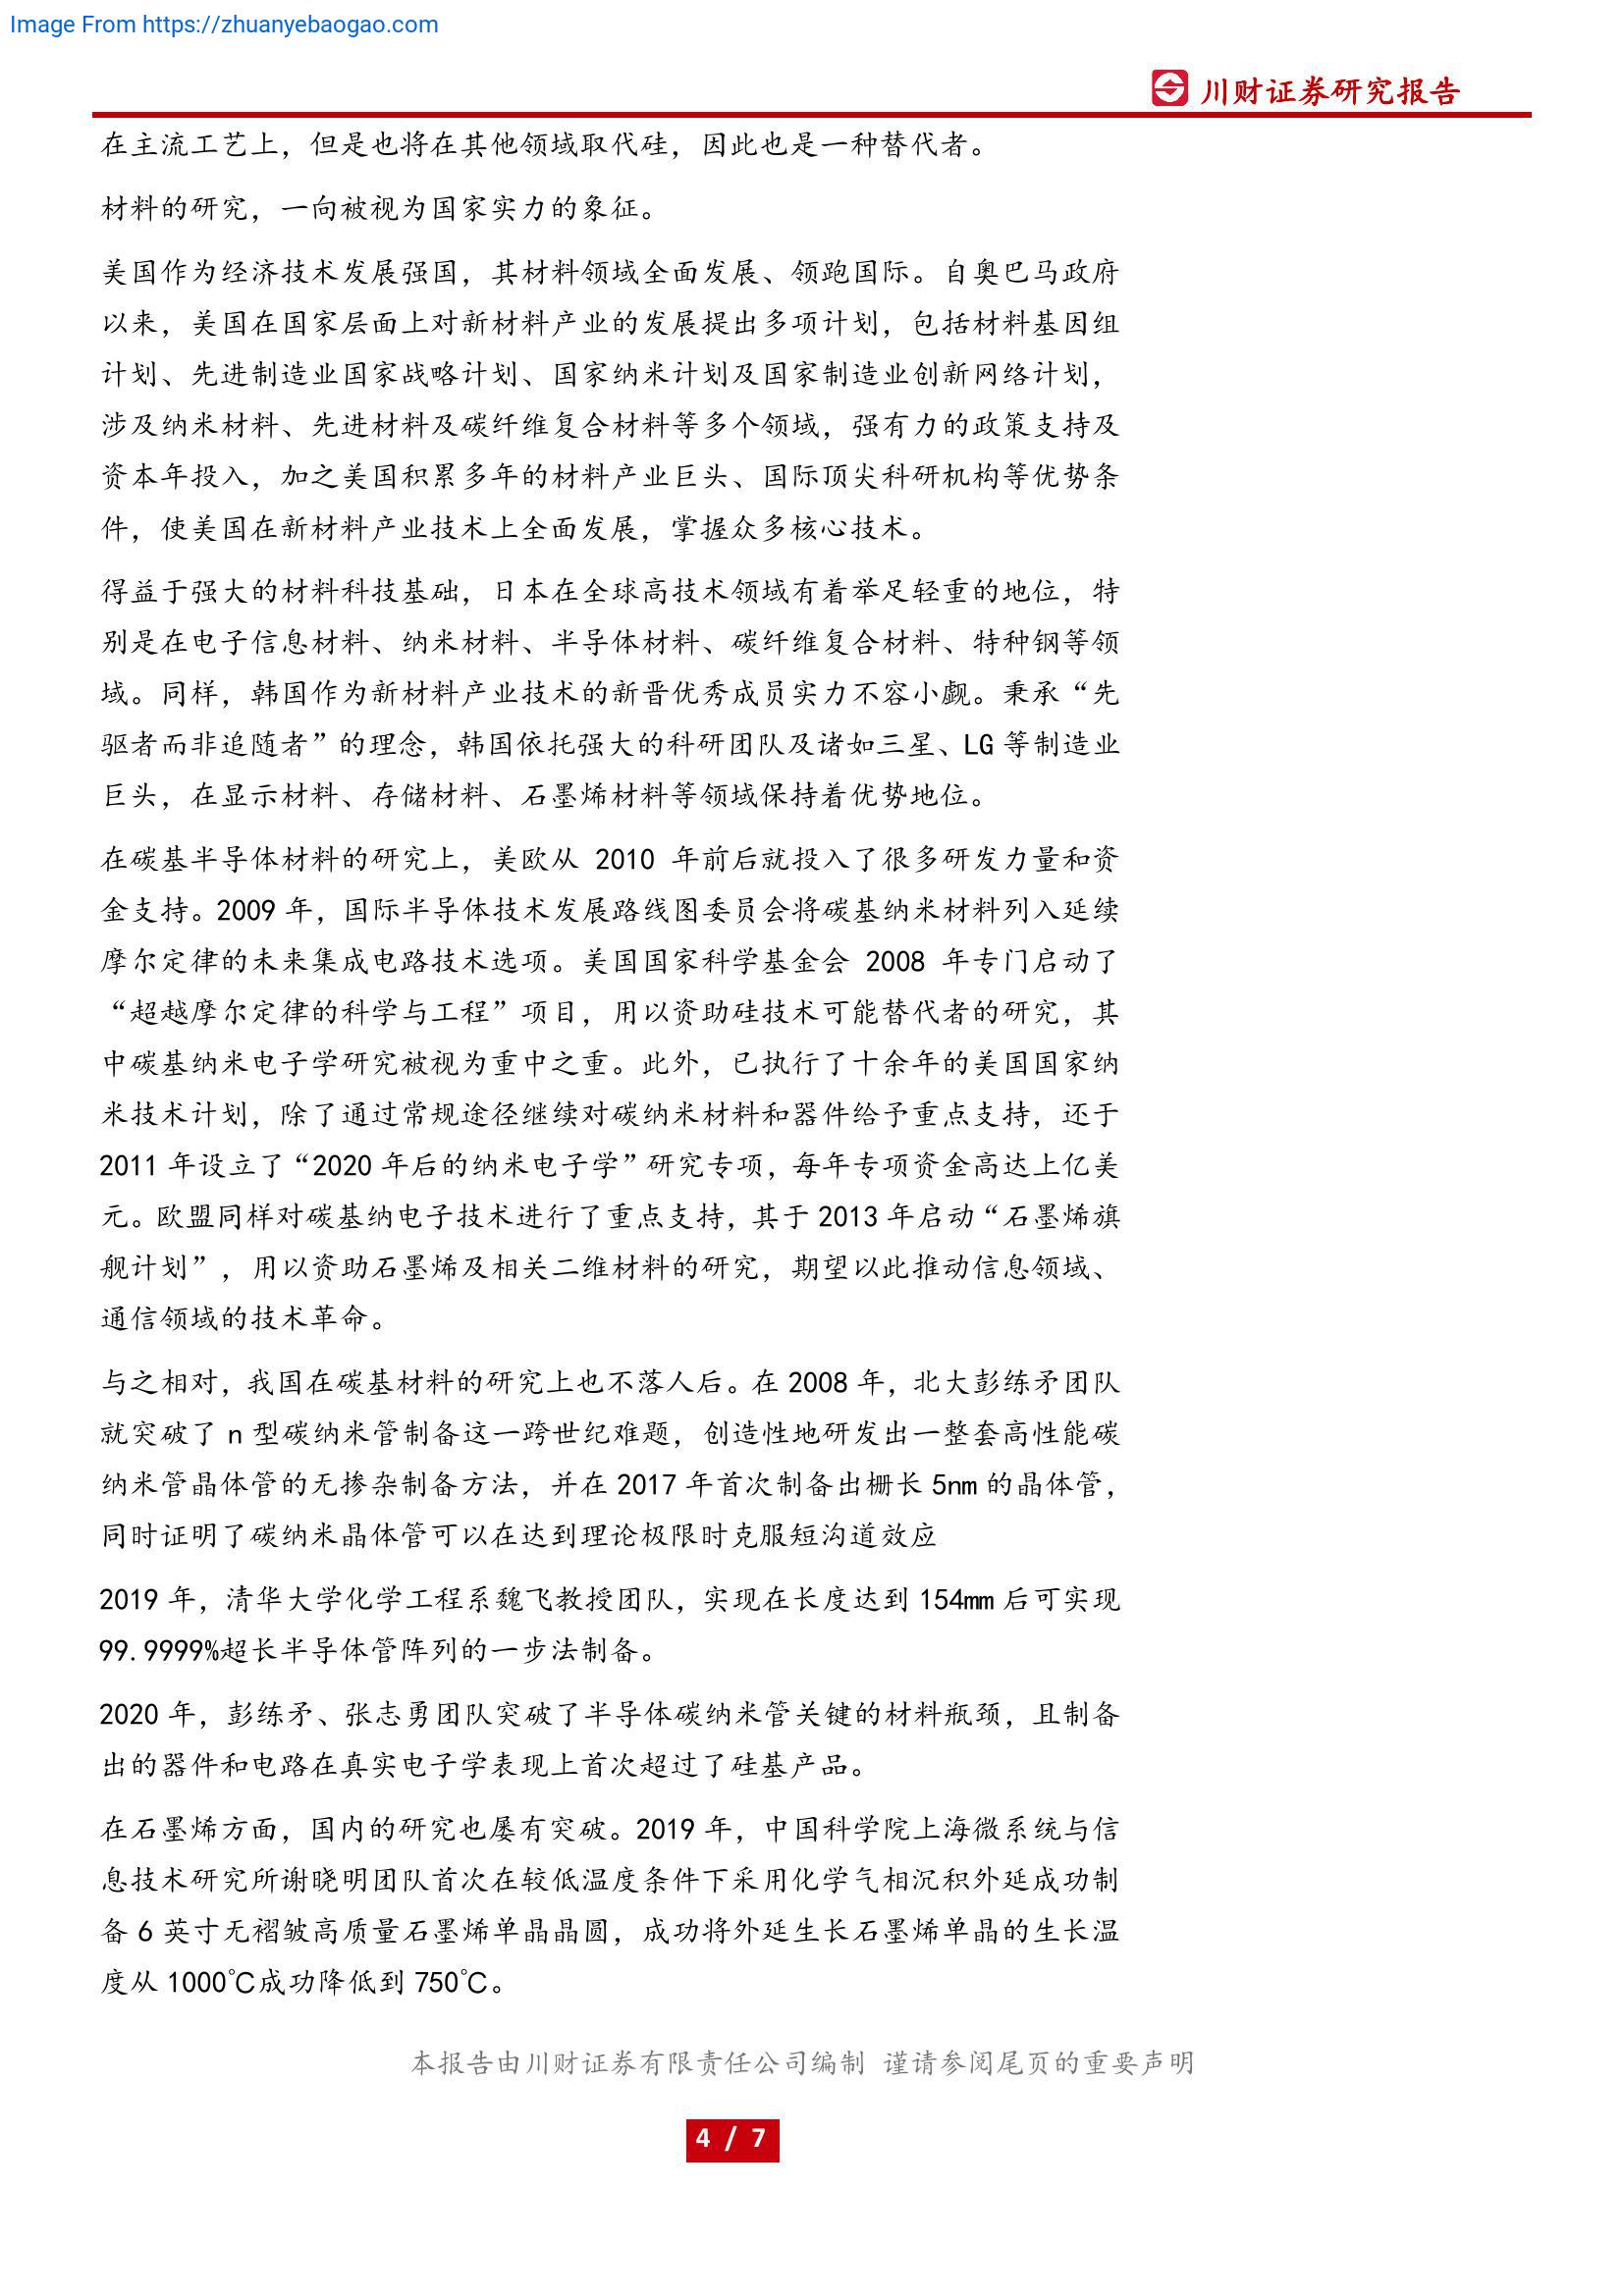 Image From https://zhuanyebaogao.com
川财证券研究报告
在主流工艺上，但是也将在其他领域取代硅，因此也是一种替代者。
材料的研究，一向被视为国家实力的象征。
美国作为经济技术发展强国，其材料领域全面发展、领跑国际。自奥巴马政府
以来，美国在国家层面上对新材料产业的发展提出多项计划，包括材料基因组
计划、先进制造业国家战略计划、国家纳米计划及国家制造业创新网络计划，
涉及纳米材料、先进材料及碳纤维复合材料等多个领域，强有力的政策支持及
资本年投入，加之美国积累多年的材料产业巨头、国际顶尖科研机构等优势条
件，使美国在新材料产业技术上全面发展，掌握众多核心技术。
得益于强大的材料科技基础，日本在全球高技术领域有着举足轻重的地位，特
别是在电子信息材料、纳米材料、半导体材料、碳纤维复合材料、特种钢等领
域。同样，韩国作为新材料产业技术的新晋优秀成员实力不容小觑。秉承“先
驱者而非追随者”的理念，韩国依托强大的科研团队及诸如三星、LG 等制造业
巨头，在显示材料、存储材料、石墨烯材料等领域保持着优势地位。
在碳基半导体材料的研究上，美欧从 2010 年前后就投入了很多研发力量和资
金支持。2009 年，国际半导体技术发展路线图委员会将碳基纳米材料列入延续
摩尔定律的未来集成电路技术选项。美国国家科学基金会 2008 年专门启动了
“超越摩尔定律的科学与工程”项目，用以资助硅技术可能替代者的研究，其
中碳基纳米电子学研究被视为重中之重。此外，已执行了十余年的美国国家纳
米技术计划，除了通过常规途径继续对碳纳米材料和器件给予重点支持，还于
2011 年设立了“2020 年后的纳米电子学”研究专项，每年专项资金高达上亿美
元。欧盟同样对碳基纳电子技术进行了重点支持，其于 2013 年启动“石墨烯旗
舰计划”，用以资助石墨烯及相关二维材料的研究，期望以此推动信息领域、
通信领域的技术革命。
与之相对，我国在碳基材料的研究上也不落人后。在 2008 年，北大彭练矛团队
就突破了 n 型碳纳米管制备这一跨世纪难题，创造性地研发出一整套高性能碳
纳米管晶体管的无掺杂制备方法，并在 2017 年首次制备出栅长 5nm 的晶体管，
同时证明了碳纳米晶体管可以在达到理论极限时克服短沟道效应
2019 年，清华大学化学工程系魏飞教授团队，实现在长度达到 154mm 后可实现
99.9999%超长半导体管阵列的一步法制备。
2020 年，彭练矛、张志勇团队突破了半导体碳纳米管关键的材料瓶颈，且制备
出的器件和电路在真实电子学表现上首次超过了硅基产品。
在石墨烯方面，国内的研究也屡有突破。2019 年，中国科学院上海微系统与信
息技术研究所谢晓明团队首次在较低温度条件下采用化学气相沉积外延成功制
备 6 英寸无褶皱高质量石墨烯单晶晶圆，成功将外延生长石墨烯单晶的生长温
度从 1000℃成功降低到 750℃。
本报告由川财证券有限责任公司编制 谨请参阅尾页的重要声明
4 / 7